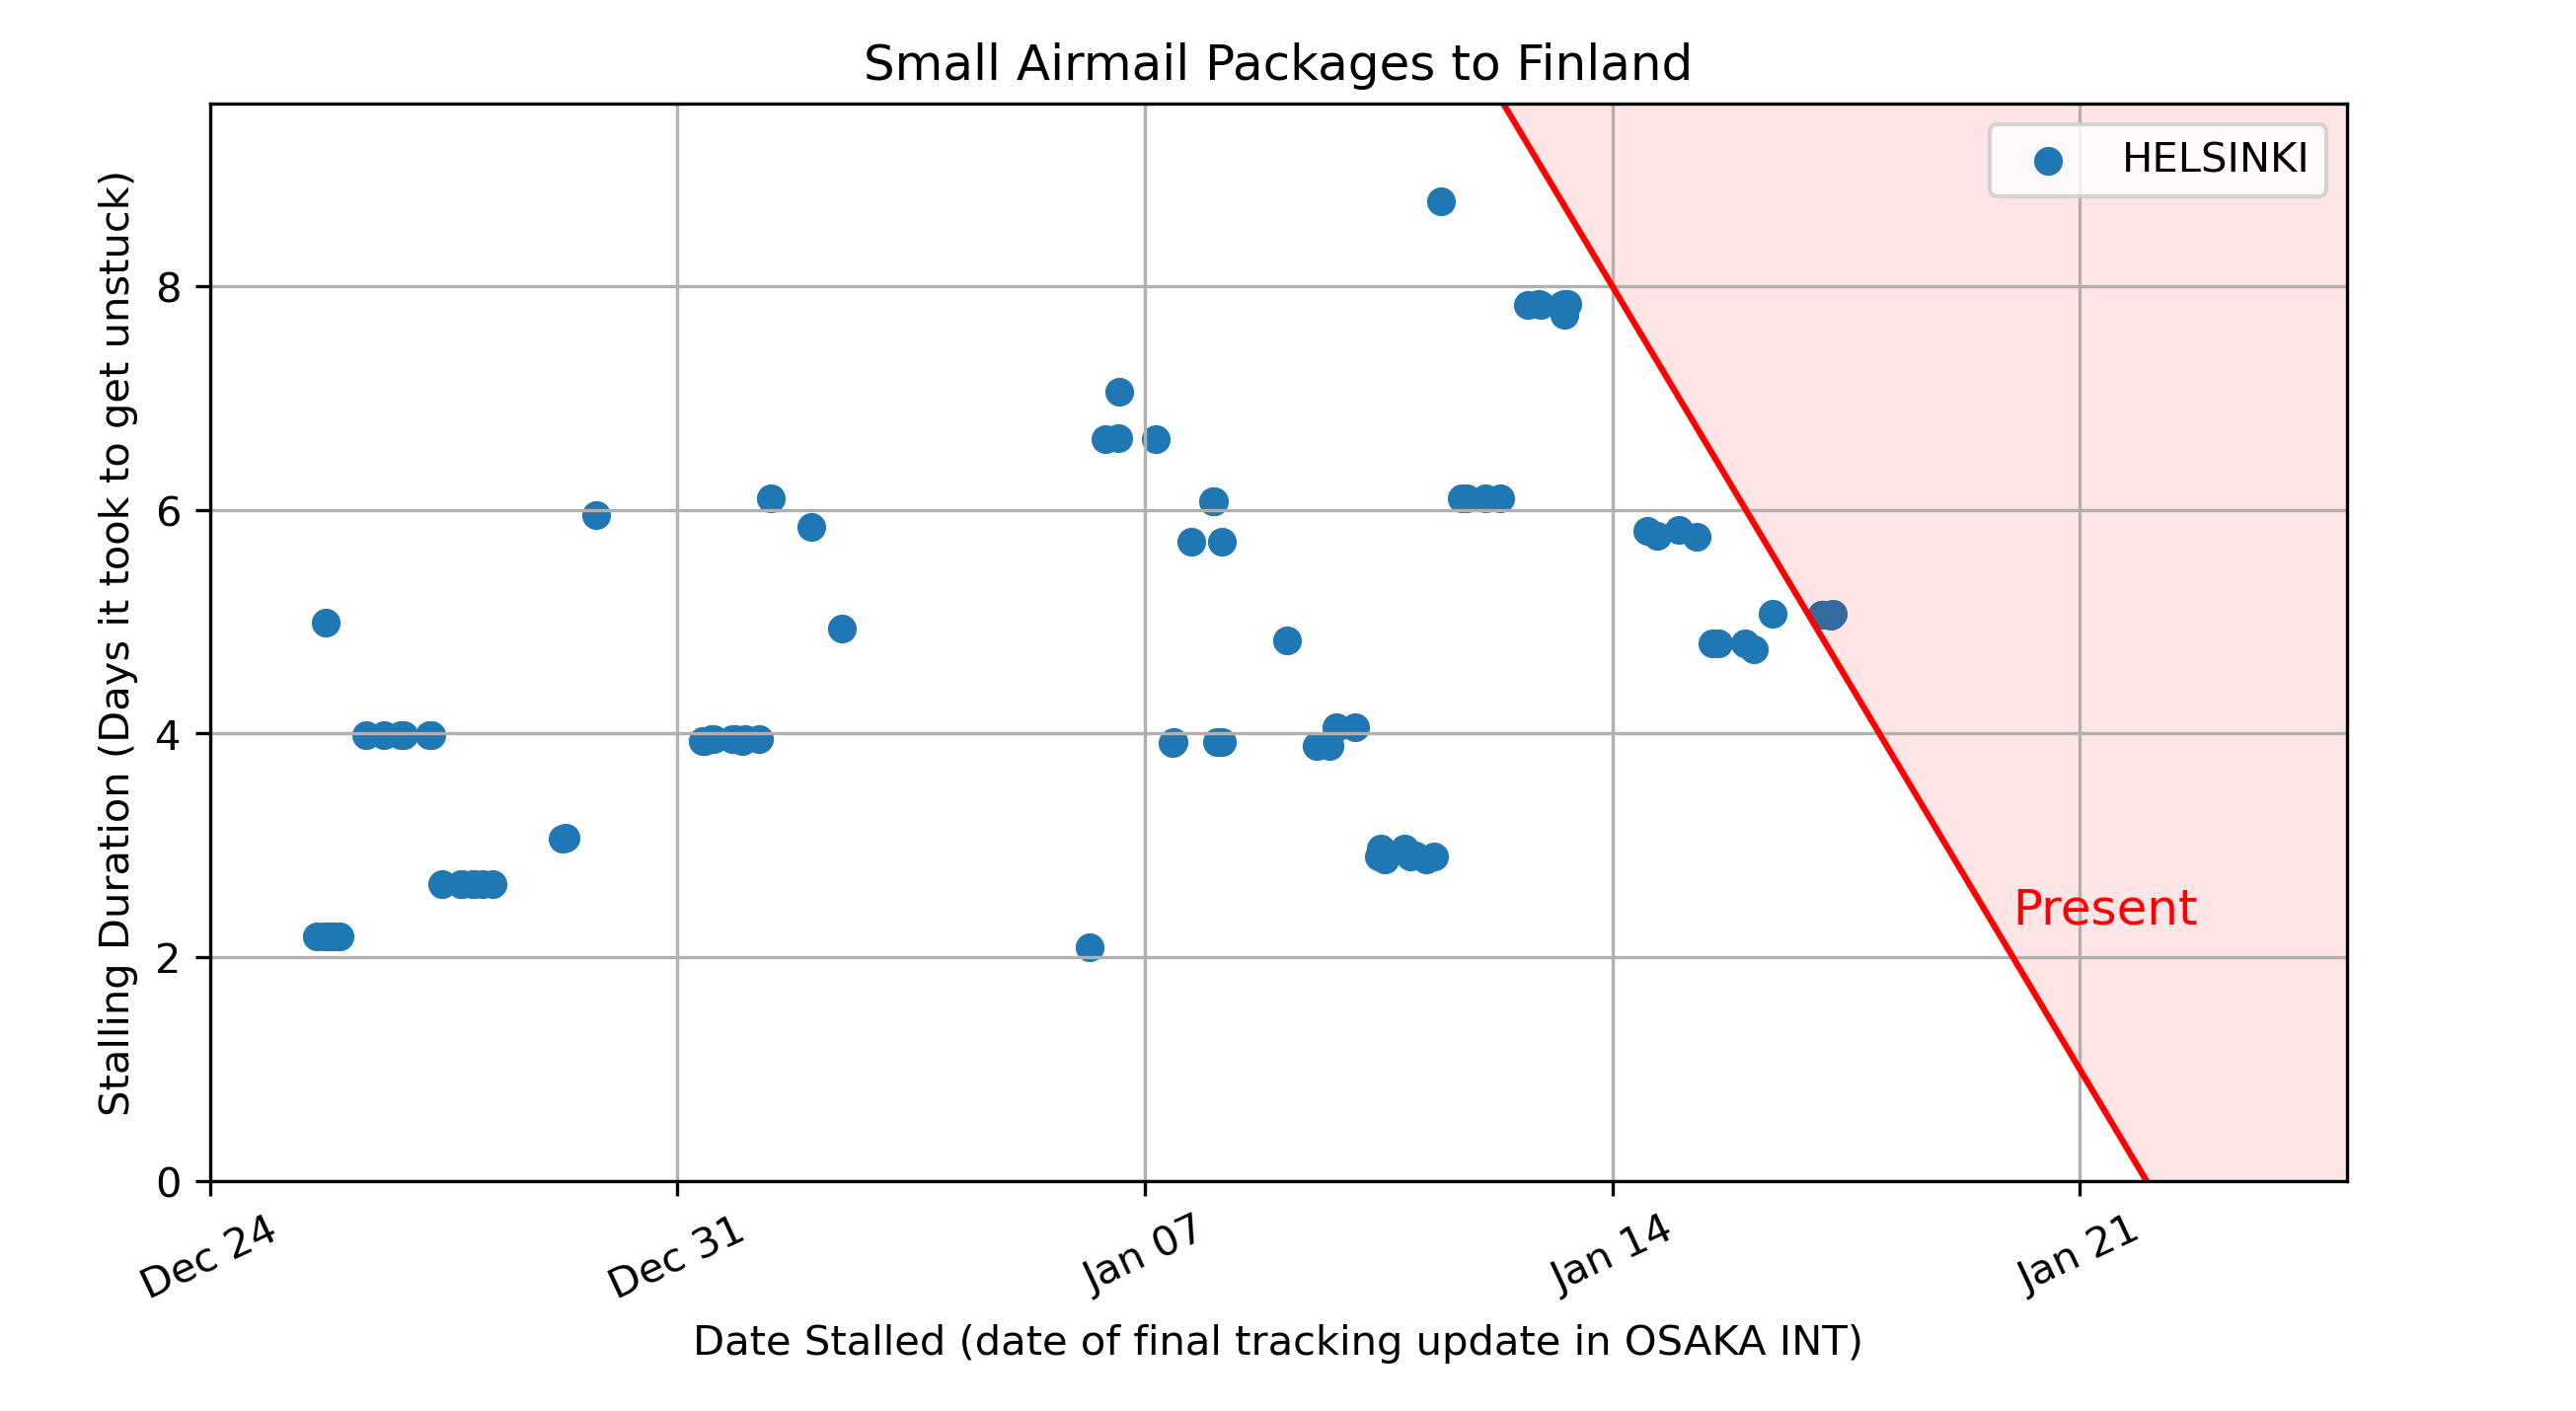 Small Airmail Packages to Finland
HELSINKI
Stalling Duration (Days it took to get unstuck)
8
6
4
2
0
Present
Dec 24
Dec 31
Jan 07
Jan 14
Jan 21
Date Stalled (date of final tracking update in OSAKA INT)